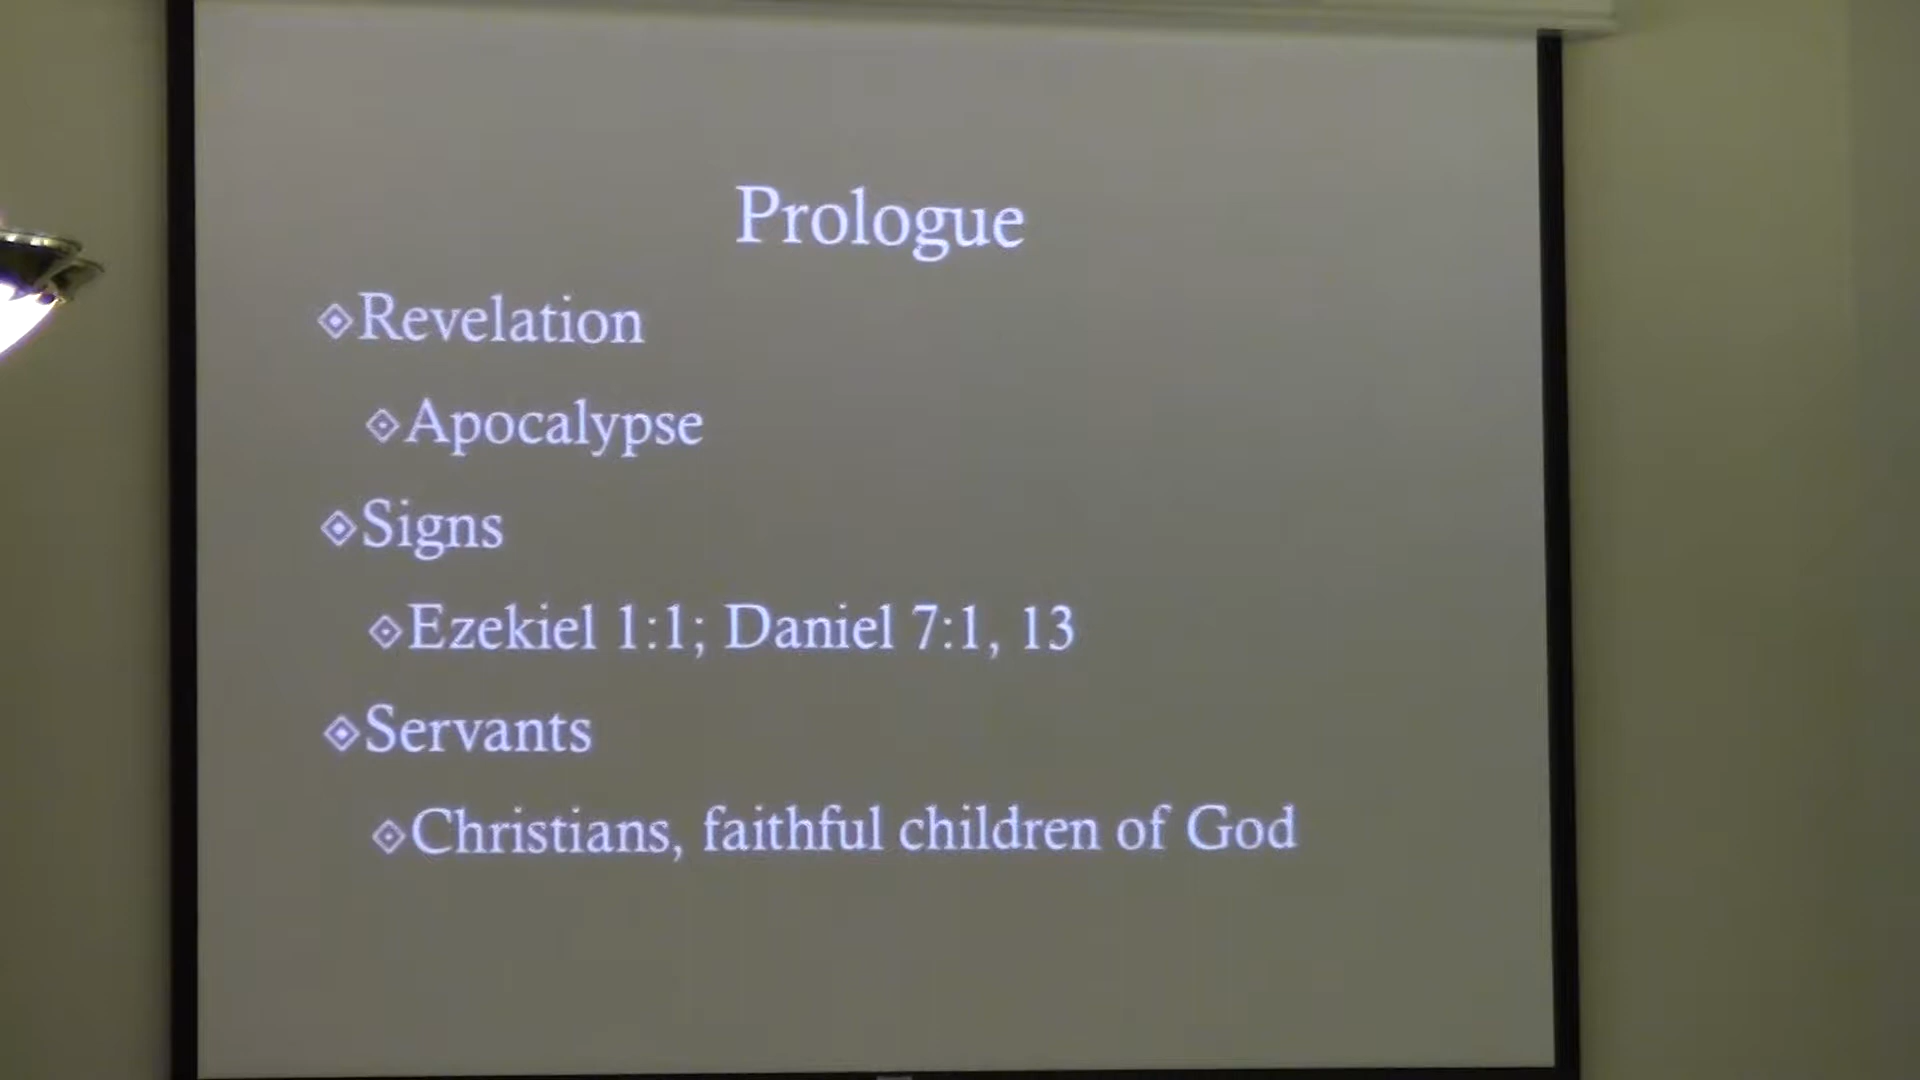 Prologue
Revelation
Apocalypse
Signs
Ezekiel 1:1; Daniel 7:1, 13
Servants
Christians, faithful children of God